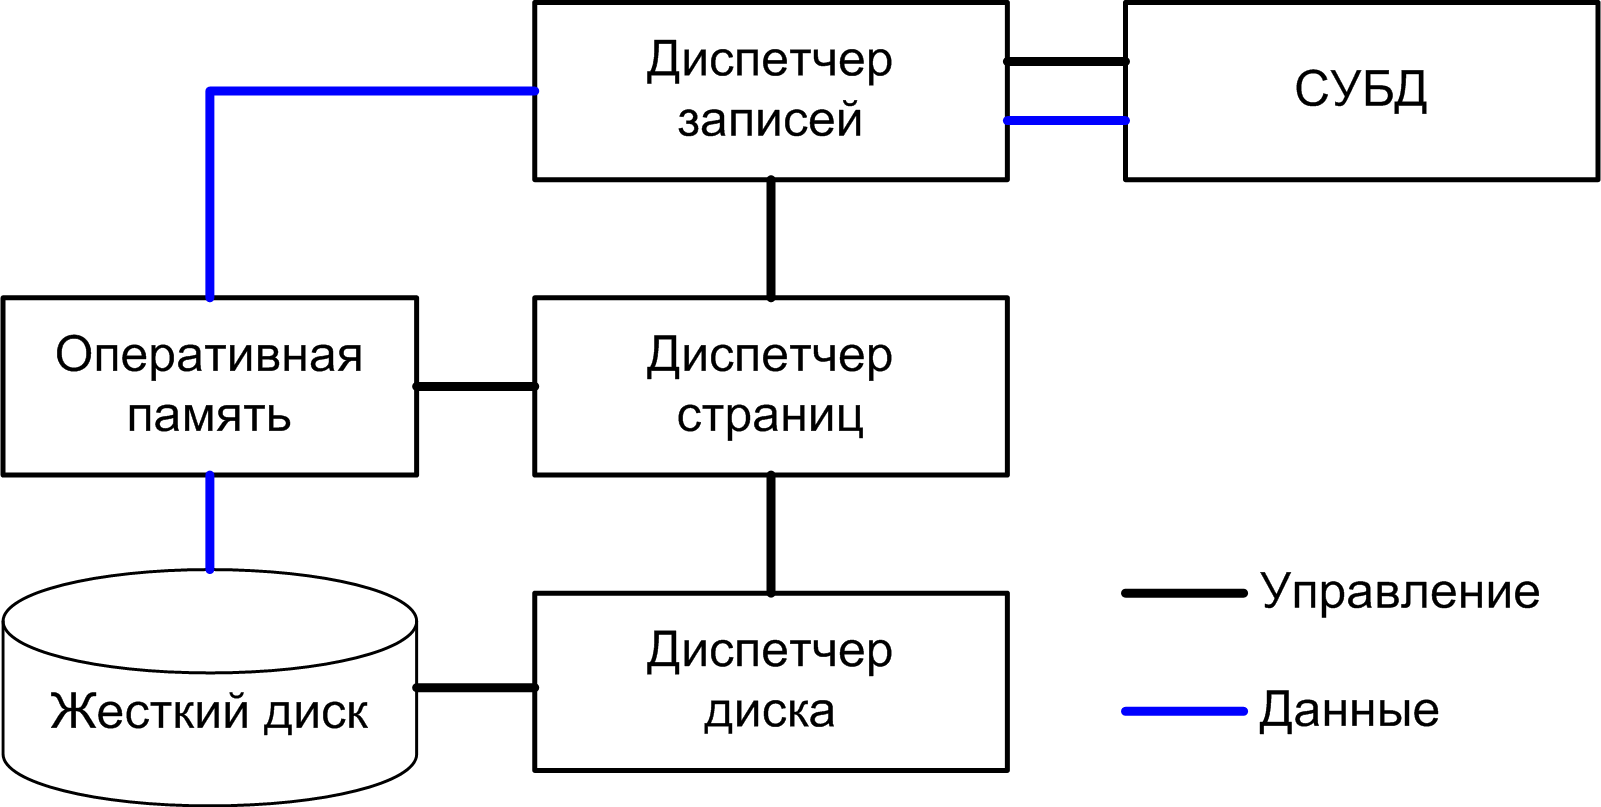 Диспетчер
записей
СУБД
Оперативная
память
Диспетчер
страниц
Жесткий диск
Диспетчер
диска
Управление
Данные